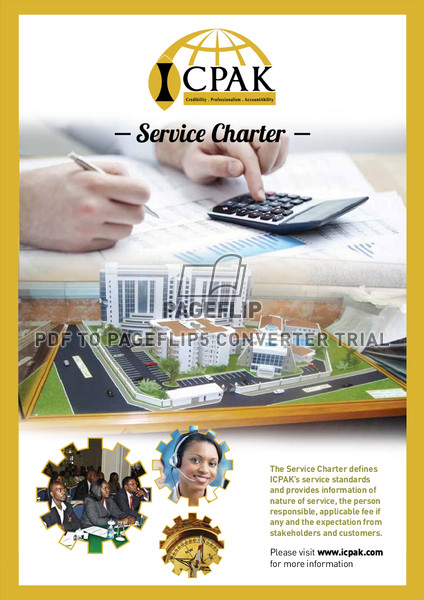 ICPAK
Credibility . Professionalism . AccountAbility
— Service Charter —
PAGEFLIP
PDF TO PAGEFLIP5 CONVERTER TRIAL
The Service Charter defines
ICPAK's service standards
and provides information of
nature of service, the person
responsible, applicable fee if
any and the expectation from
stakeholders and customers.
Please visit www.icpak.com
for more information